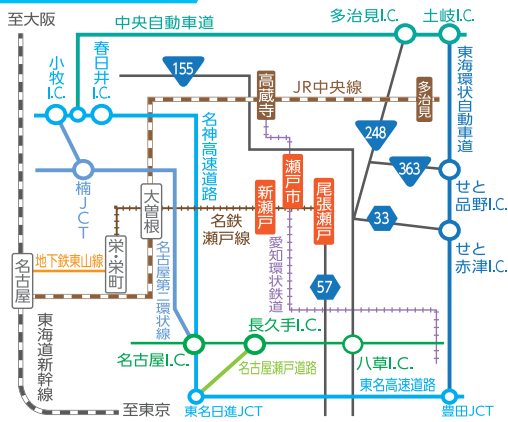 至大阪
中央自動車道
多治見I.C.
土岐I.C.
小牧
I.C.
春日井
I.C.
155
高蔵寺
JR中央線
多治見
東海環状自動車道
248
363
名神高速道路
楠JCT
大曽根
新瀬戸
瀬戸市
尾張瀬戸
せと
品野I.C.
33
名鉄
瀬戸線
栄・栄町
名古屋
地下鉄東山線
名古屋第二環状線
愛知環状鉄道
せと
赤津I.C.
57
東海道新幹線
長久手I.C.
名古屋I.C.
名古屋瀬戸道路
八草I.C.
東名高速道路
至東京
東名日進JCT
豊田JCT